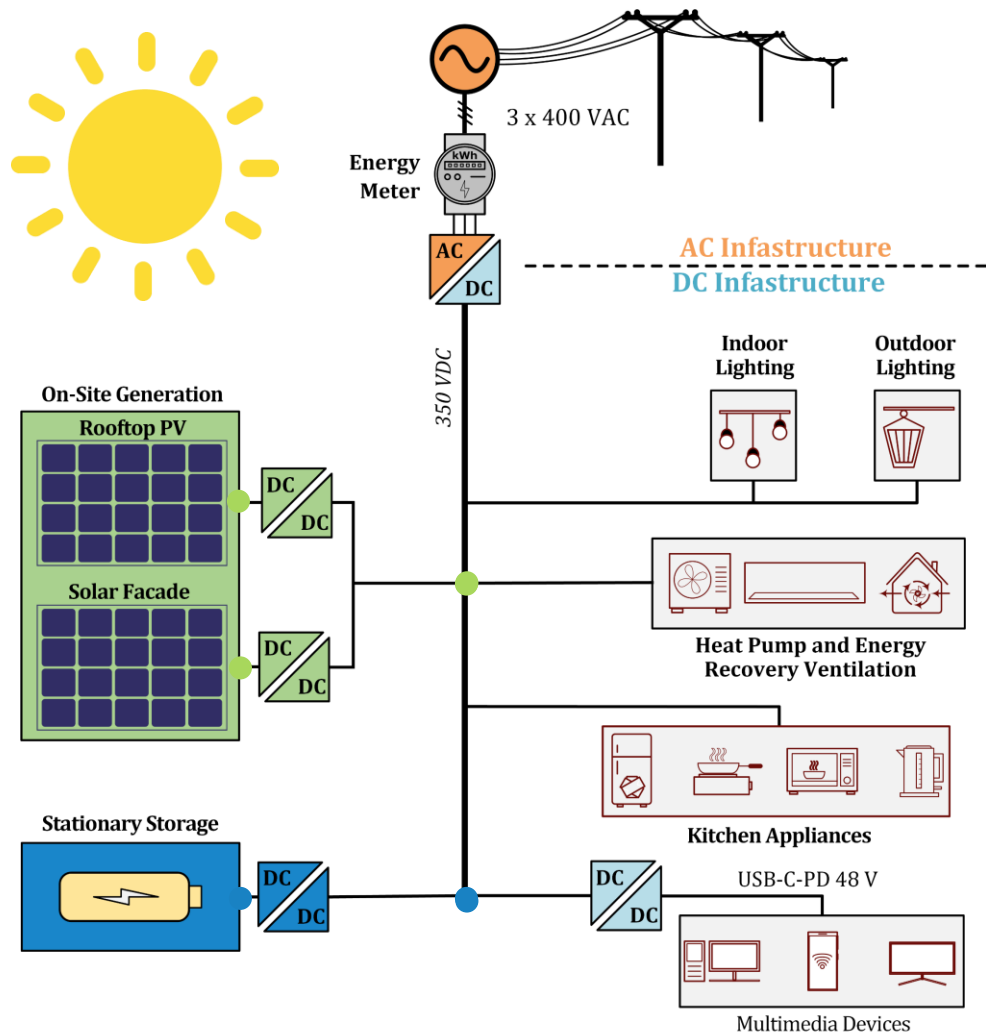 3 x 400 VAC
kWh
Energy
Meter
AC
DC
AC Infastructure
DC Infastructure
350 VDC
Indoor
Lighting
Outdoor
Lighting
On-Site Generation
Rooftop PV
DC
DC
Solar Facade
DC
DC
Heat Pump and Energy
Recovery Ventilation
Kitchen Appliances
Stationary Storage
DC
DC
DC
DC
USB-C-PD 48 V
Multimedia Devices